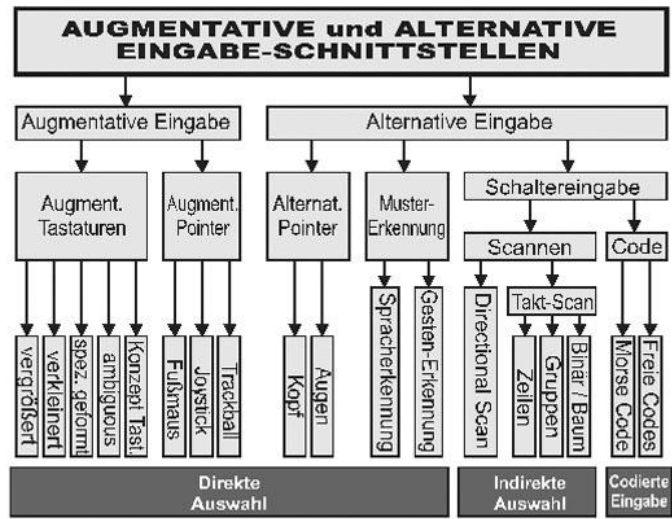 AUGMENTATIVE und ALTERNATIVE
EINGABE-SCHNITTSTELLEN
Augmentative Eingabe
Alternative Eingabe
Augment.
Tastaturen
Augment.
Pointer
Alternat.
Pointer
Muster-
Erkennung
Schaltereingabe
Scannen
Code
Takt-Scan
vergrößert
verkleinert
spez. geformt
ambiguous
Konzept Tast.
Fußmaus
Joystick
Trackball
Kopf
Augen
Spracherkennung
Gesten-Erkennung
Directional Scan
Zeilen
Gruppen
Binär / Baum
Morse Code
Freie Codes
Direkte
Auswahl
Indirekte
Auswahl
Codierte
Eingabe